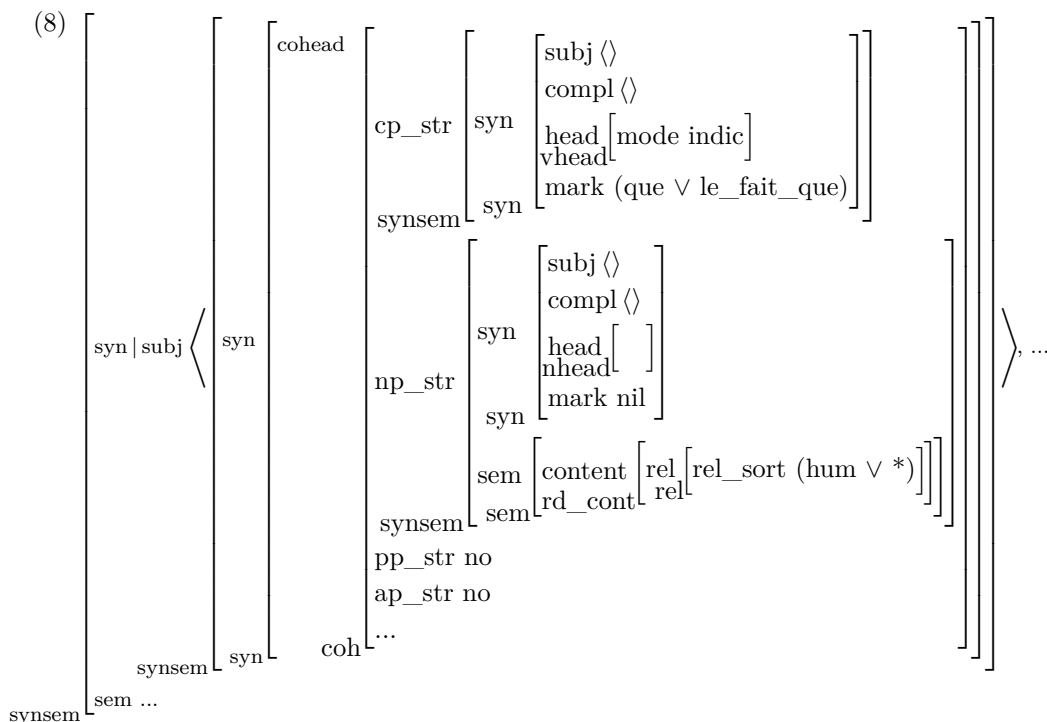 (8)
cohead
subj ⟨⟩
compl ⟨⟩
cp_str syn
head [mode indic]
vhead
mark (que ∨ le_fait_que)
syn
synsem
subj ⟨⟩
compl ⟨⟩
syn
syn | subj ⟨ syn head [ ] ⟩, ...
nhead
np_str
mark nil
syn
sem [content [rel [rel_sort (hum ∨ *)]]]
rd_cont rel
sem
synsem
pp_str no
ap_str no
...
coh
syn
synsem
sem ...
synsem